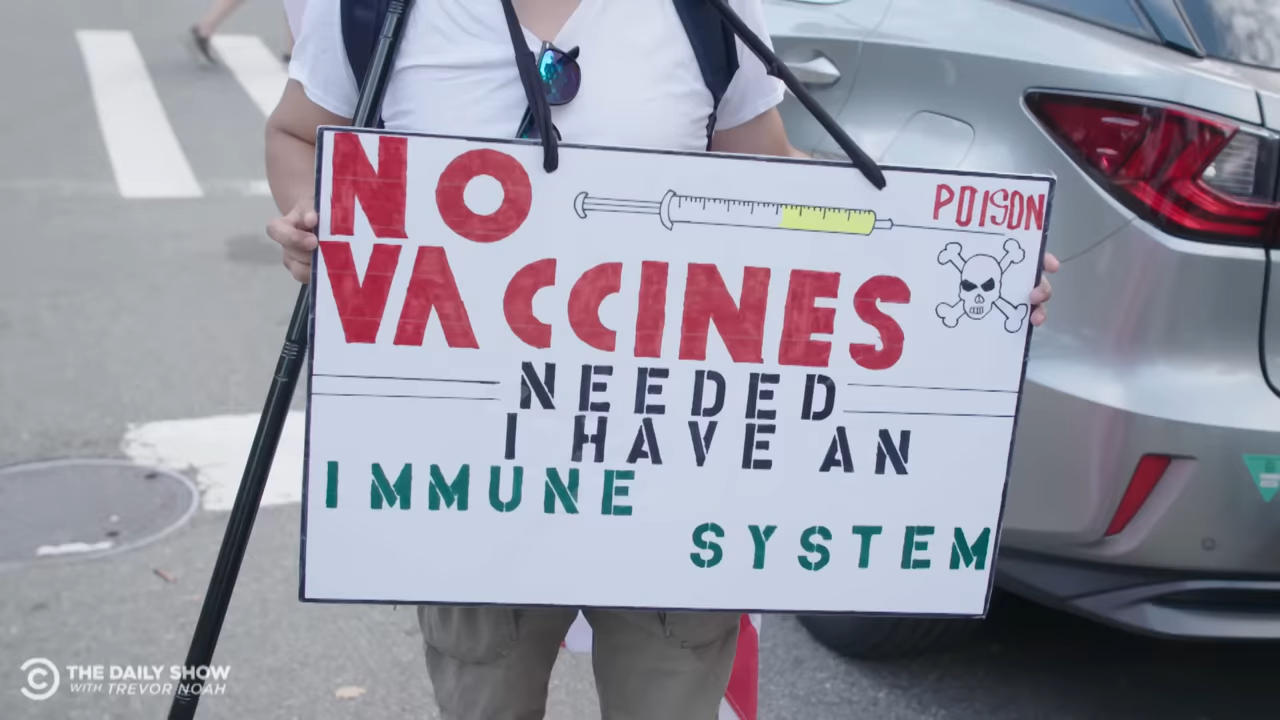 NO
POISON
VACCINES
NEEDED
I HAVE AN
IMMUNE
SYSTEM
THE DAILY SHOW
WITH TREVOR NOAH